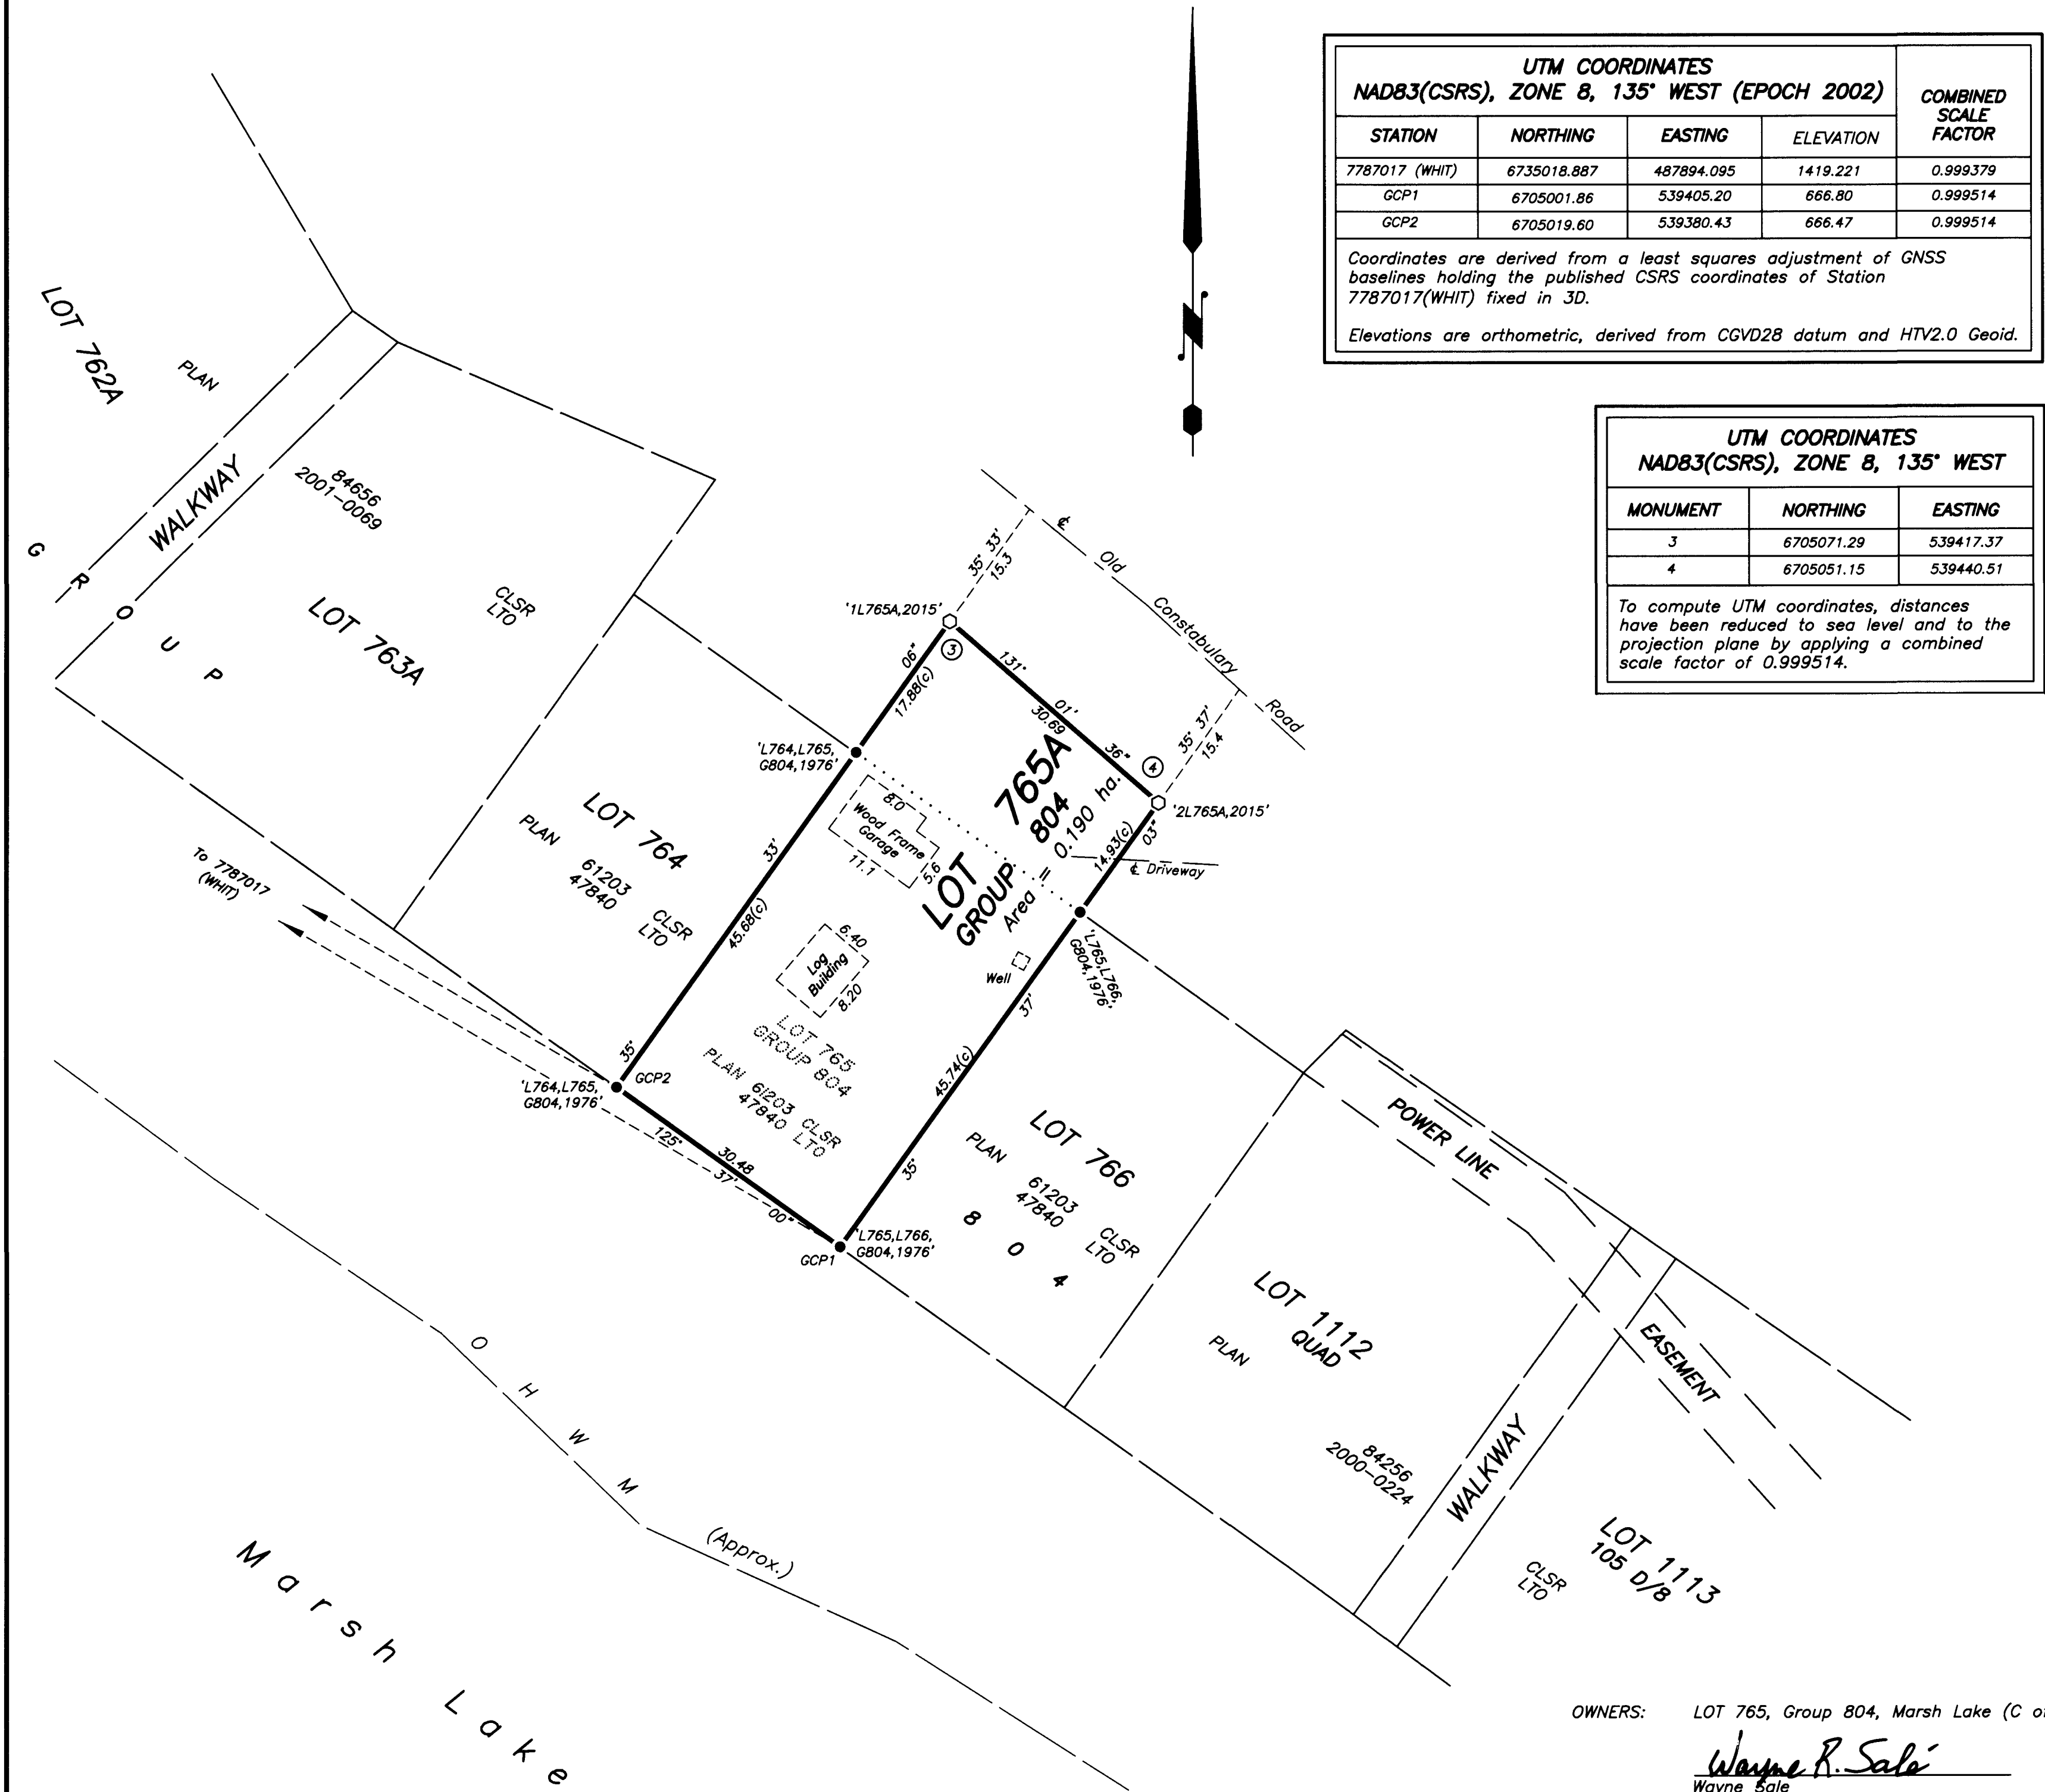 UTM COORDINATES
NAD83(CSRS), ZONE 8, 135° WEST (EPOCH 2002)
COMBINED
SCALE
FACTOR
STATION NORTHING EASTING ELEVATION
7787017 (WHIT) 6735018.887 487894.095 1419.221 0.999379
GCP1 6705001.86 539405.20 666.80 0.999514
GCP2 6705019.60 539380.43 666.47 0.999514
Coordinates are derived from a least squares adjustment of GNSS
baselines holding the published CSRS coordinates of Station
7787017(WHIT) fixed in 3D.
Elevations are orthometric, derived from CGVD28 datum and HTV2.0 Geoid.
UTM COORDINATES
NAD83(CSRS), ZONE 8, 135° WEST
MONUMENT NORTHING EASTING
3 6705071.29 539417.37
4 6705051.15 539440.51
To compute UTM coordinates, distances
have been reduced to sea level and to the
projection plane by applying a combined
scale factor of 0.999514.
N
LOT 762A
PLAN
WALKWAY
84656
2001-0069
CLSR
LTO
LOT 763A
GROUP
35° 33'
15.3
℄ Old Constabulary Road
'1L765A,2015'
3
06"
17.88(c)
131° 01' 36"
30.69
35° 37'
15.4
4
'2L765A,2015'
'L764,L765,
G804,1976'
8.0
Wood Frame
Garage
11.1
5.6
LOT 765A
GROUP 804
Area = 0.190 ha.
14.93(c)
03"
℄ Driveway
LOT 764
PLAN
61203
47840
CLSR
LTO
To 7787017
(WHIT)
33'
45.68(c)
35°
6.40
Log
Building
8.20
Well
'L765,L766,
G804,1976'
37'
45.74(c)
35°
LOT 765
GROUP 804
PLAN 61203 CLSR
47840 LTO
GCP2
'L764,L765,
G804,1976'
125° 37' 00"
30.48
'L765,L766,
G804,1976'
GCP1
LOT 766
PLAN
61203
47840
CLSR
LTO
804
POWER LINE
EASEMENT
LOT 1112
QUAD
PLAN
84256
2000-0224
WALKWAY
LOT 1113
105 D/8
CLSR
LTO
OHWM
(Approx.)
Marsh Lake
OWNERS: LOT 765, Group 804, Marsh Lake (C o
Wayne R. Salé
Wayne Sale